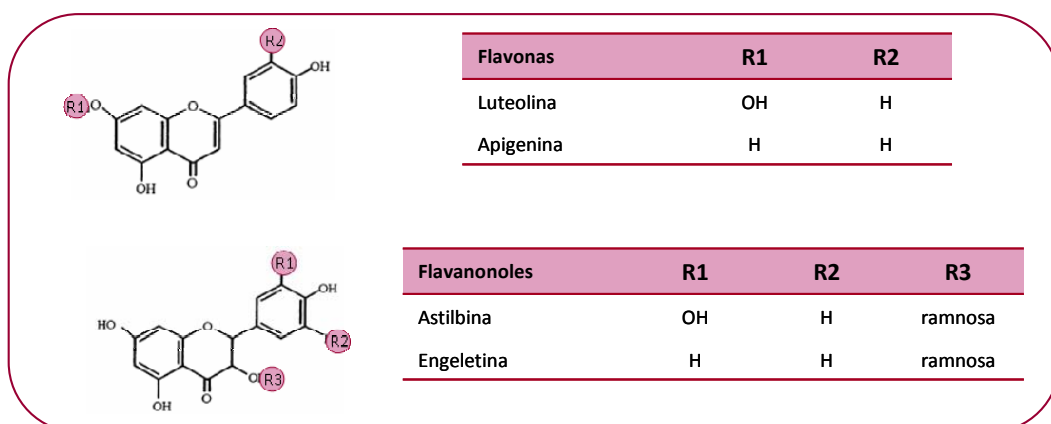 R2
OH
R1 O O
OH O
Flavonas R1 R2
Luteolina OH H
Apigenina H H
R1
OH
HO O R2
O R3
OH O
Flavanonoles R1 R2 R3
Astilbina OH H ramnosa
Engeletina H H ramnosa